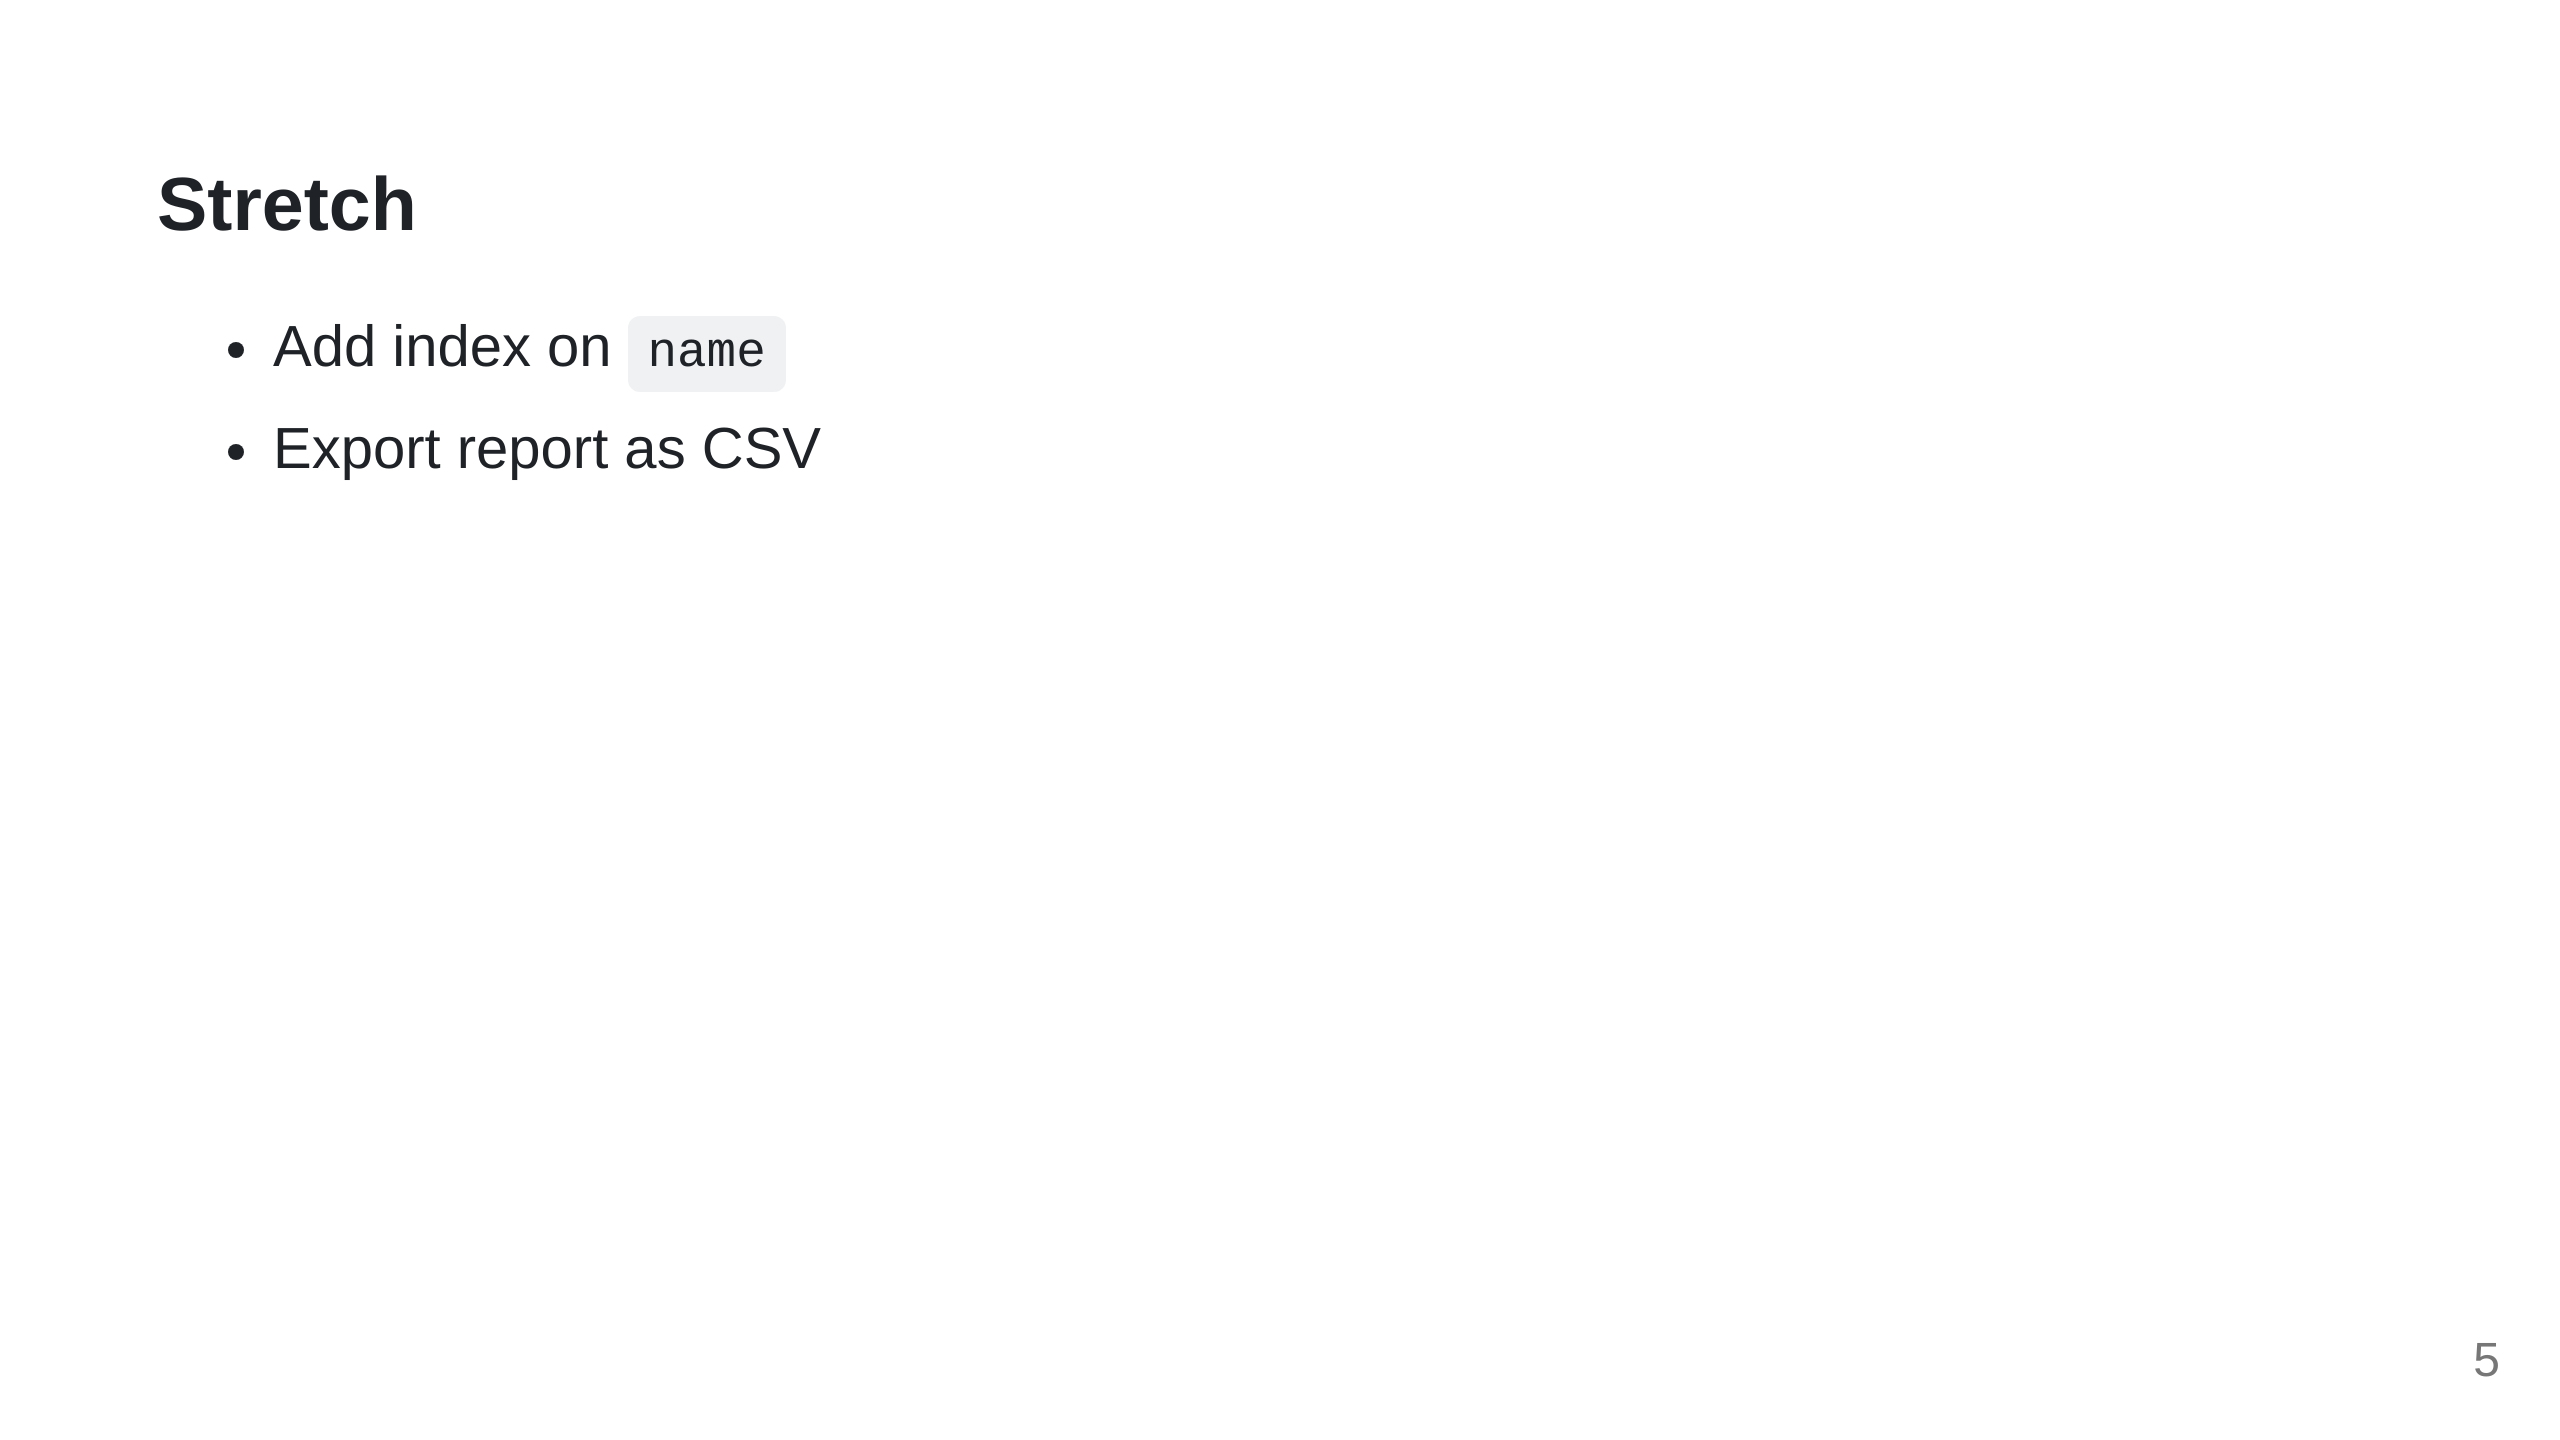 Stretch
• Add index on name
• Export report as CSV
5